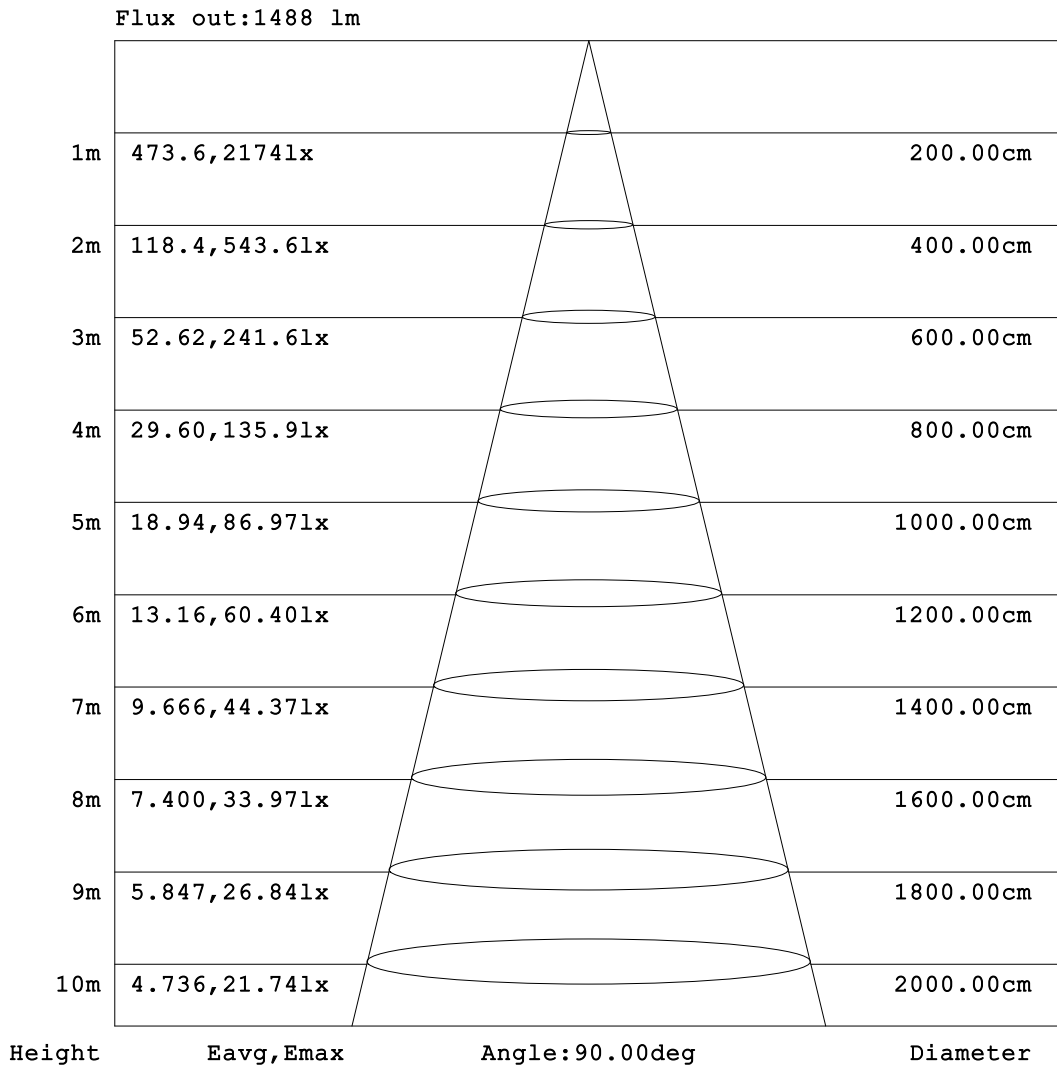 Flux out:1488 lm
1m 473.6,2174lx 200.00cm
2m 118.4,543.6lx 400.00cm
3m 52.62,241.6lx 600.00cm
4m 29.60,135.9lx 800.00cm
5m 18.94,86.97lx 1000.00cm
6m 13.16,60.40lx 1200.00cm
7m 9.666,44.37lx 1400.00cm
8m 7.400,33.97lx 1600.00cm
9m 5.847,26.84lx 1800.00cm
10m 4.736,21.74lx 2000.00cm
Height Eavg,Emax Angle:90.00deg Diameter